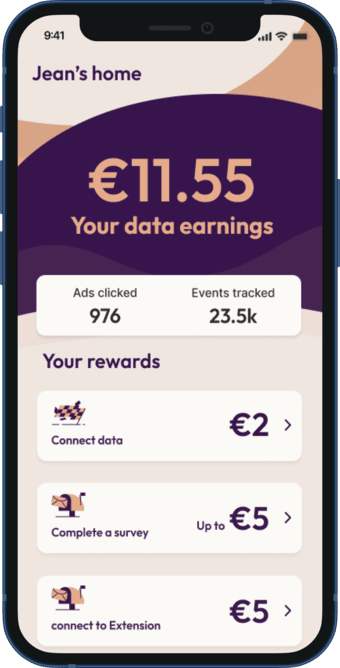 9:41
Jean's home
€11.55
Your data earnings
Ads clicked Events tracked
976 23.5k
Your rewards
Connect data €2
Complete a survey Up to €5
connect to Extension €5